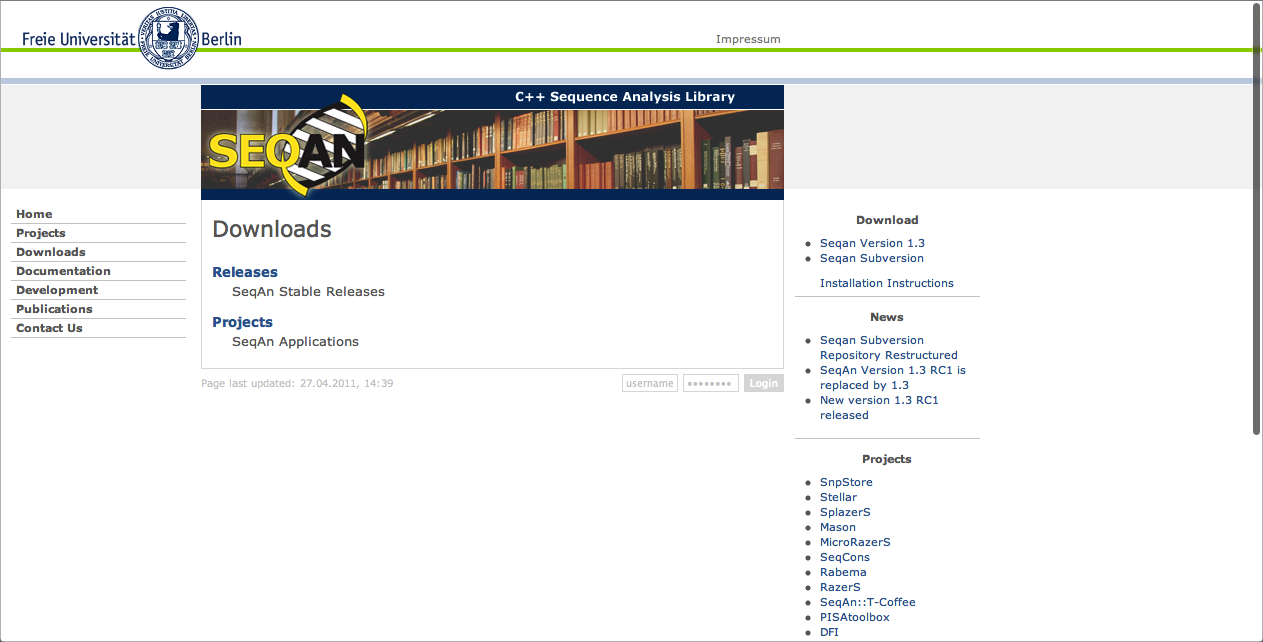 Freie Universität Berlin
Impressum
C++ Sequence Analysis Library
SEQAN
Home
Projects
Downloads
Documentation
Development
Publications
Contact Us
Downloads
Releases
SeqAn Stable Releases
Projects
SeqAn Applications
Page last updated: 27.04.2011, 14:39
username
••••••••
Login
Download
Seqan Version 1.3
Seqan Subversion
Installation Instructions
News
Seqan Subversion
Repository Restructured
SeqAn Version 1.3 RC1 is
replaced by 1.3
New version 1.3 RC1
released
Projects
SnpStore
Stellar
SplazerS
Mason
MicroRazerS
SeqCons
Rabema
RazerS
SeqAn::T-Coffee
PISAtoolbox
DFI